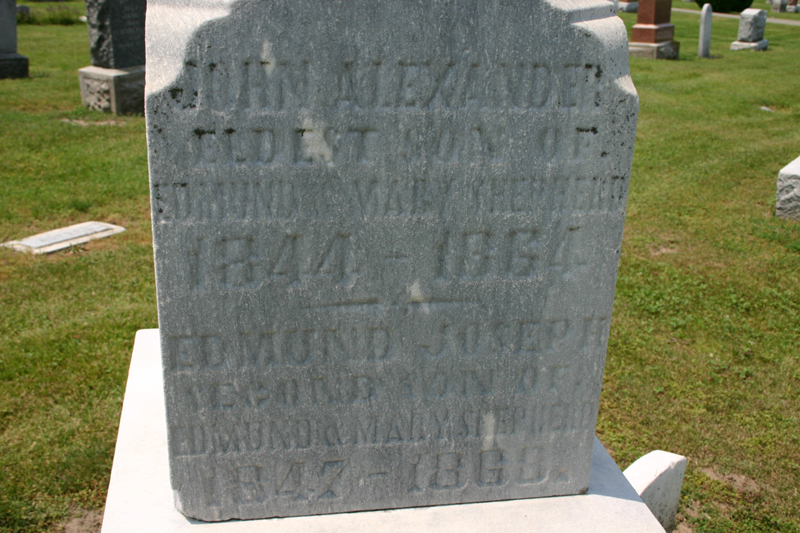 JOHN ALEXANDER
ELDEST SON OF
EDMUND & MARY SHEPHERD
1844 - 1864
EDMUND JOSEPH
SECOND SON OF
EDMUND & MARY SHEPHERD
1847 - 1869.